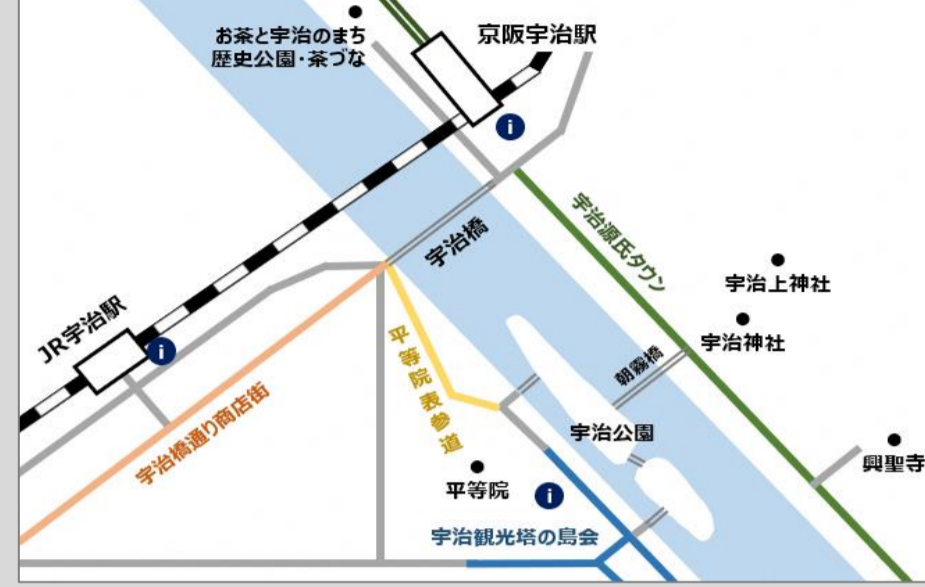 お茶と宇治のまち
歴史公園・茶づな
京阪宇治駅
i
宇治橋
宇治源氏タウン
宇治上神社
宇治神社
JR宇治駅
i
平等院表参道
朝霧橋
宇治橋通り商店街
宇治公園
興聖寺
平等院
i
宇治観光塔の島会